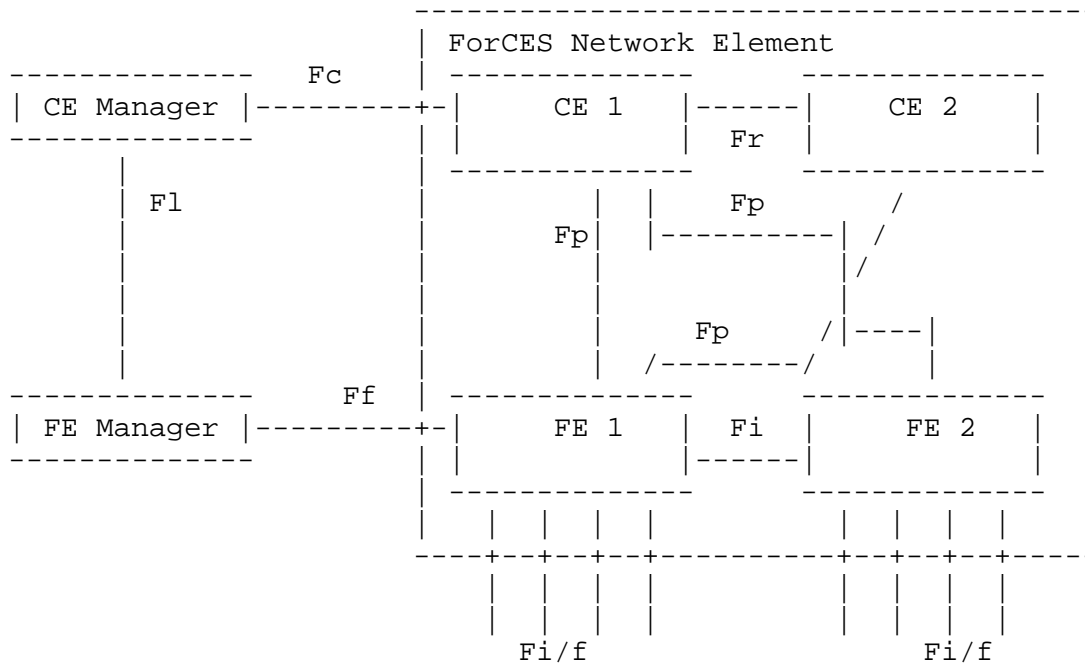 ForCES Network Element
Fc
CE Manager CE 1 CE 2
Fr
Fl Fp
Fp
Fp
Ff
FE Manager FE 1 Fi FE 2
Fi/f Fi/f